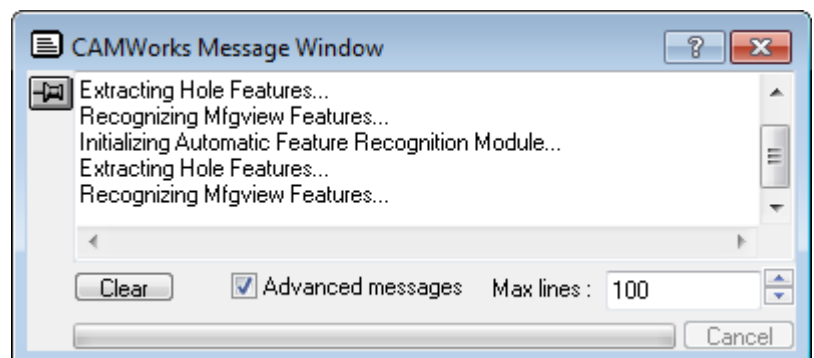 CAMWorks Message Window
Extracting Hole Features...
Recognizing Mfgview Features...
Initializing Automatic Feature Recognition Module...
Extracting Hole Features...
Recognizing Mfgview Features...
Clear Advanced messages Max lines : 100
Cancel